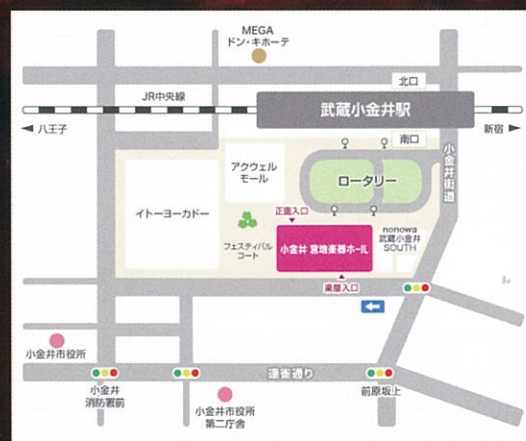 MEGA
ドン・キホーテ
北口
JR中央線
武蔵小金井駅
八王子
新宿
南口
小金井街道
アクウェル
モール
ロータリー
イトーヨーカドー
正面入口
フェスティバル
コート
小金井 宮地楽器ホール
nonowa
武蔵小金井
SOUTH
楽屋入口
小金井市役所
小金井
消防署前
連雀通り
前原坂上
小金井市役所
第二庁舎